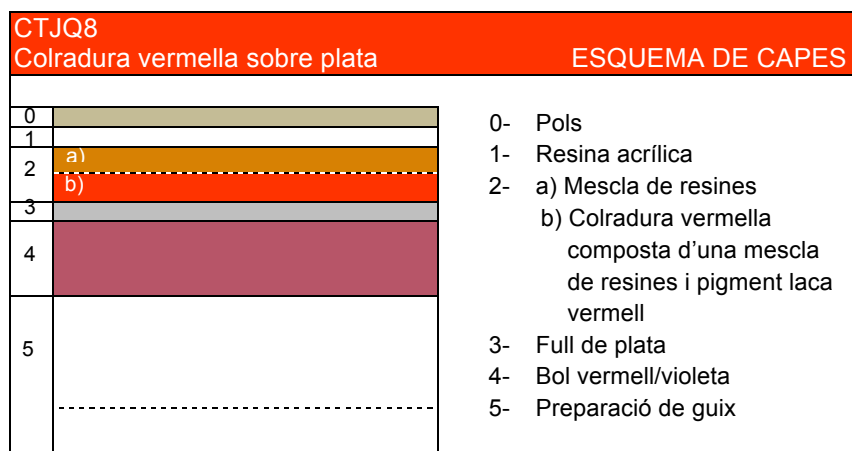 CTJQ8
Colradura vermella sobre plata ESQUEMA DE CAPES
0
1
2
a)
b)
3
4
5
0- Pols
1- Resina acrílica
2- a) Mescla de resines
b) Colradura vermella
composta d’una mescla
de resines i pigment laca
vermell
3- Full de plata
4- Bol vermell/violeta
5- Preparació de guix